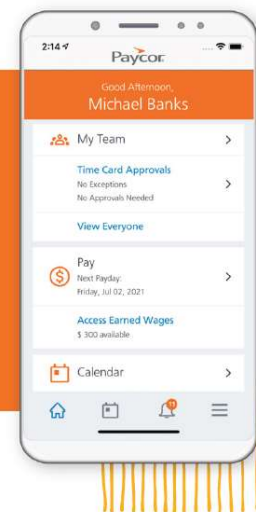 2:14
Paycor
Good Afternoon,
Michael Banks
My Team
Time Card Approvals
No Exceptions
No Approvals Needed
View Everyone
Pay
Next Payday:
Friday, Jul 02, 2021
Access Earned Wages
$ 300 available
Calendar
11